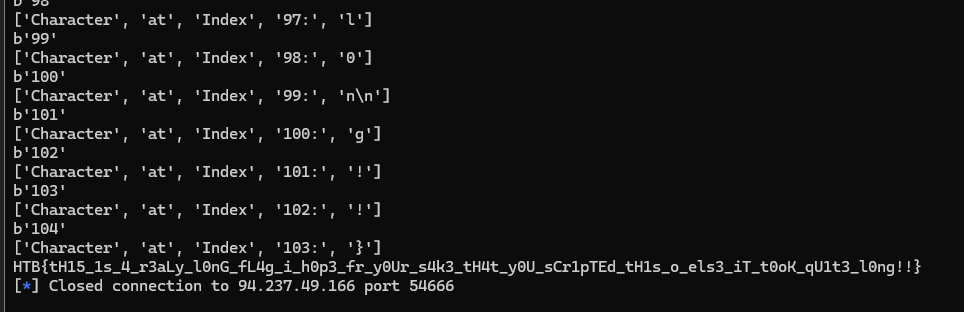 b'98'
['Character', 'at', 'Index', '97:', 'l']
b'99'
['Character', 'at', 'Index', '98:', '0']
b'100'
['Character', 'at', 'Index', '99:', 'n\n']
b'101'
['Character', 'at', 'Index', '100:', 'g']
b'102'
['Character', 'at', 'Index', '101:', '!']
b'103'
['Character', 'at', 'Index', '102:', '!']
b'104'
['Character', 'at', 'Index', '103:', '}']
HTB{tH15_1s_4_r3aLy_l0nG_fL4g_i_h0p3_fr_y0Ur_s4k3_tH4t_y0U_sCr1pTEd_tH1s_o_els3_iT_t0oK_qU1t3_l0ng!!}
[*] Closed connection to 94.237.49.166 port 54666